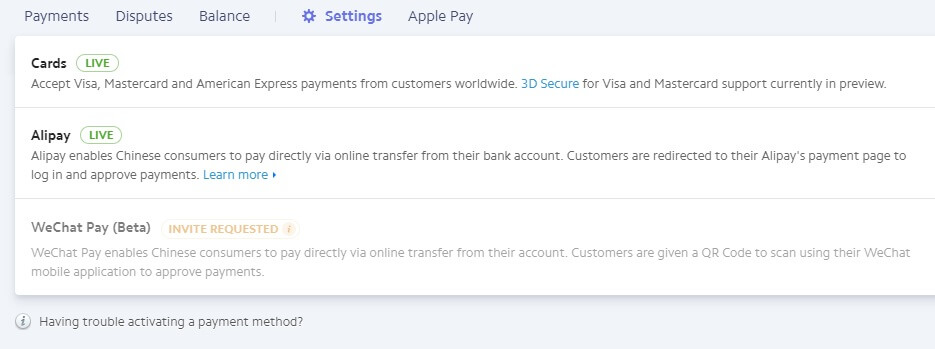 Payments Disputes Balance Settings Apple Pay
Cards LIVE
Accept Visa, Mastercard and American Express payments from customers worldwide. 3D Secure for Visa and Mastercard support currently in preview.
Alipay LIVE
Alipay enables Chinese consumers to pay directly via online transfer from their bank account. Customers are redirected to their Alipay's payment page to
log in and approve payments. Learn more
WeChat Pay (Beta) INVITE REQUESTED i
WeChat Pay enables Chinese consumers to pay directly via online transfer from their account. Customers are given a QR Code to scan using their WeChat
mobile application to approve payments.
i Having trouble activating a payment method?